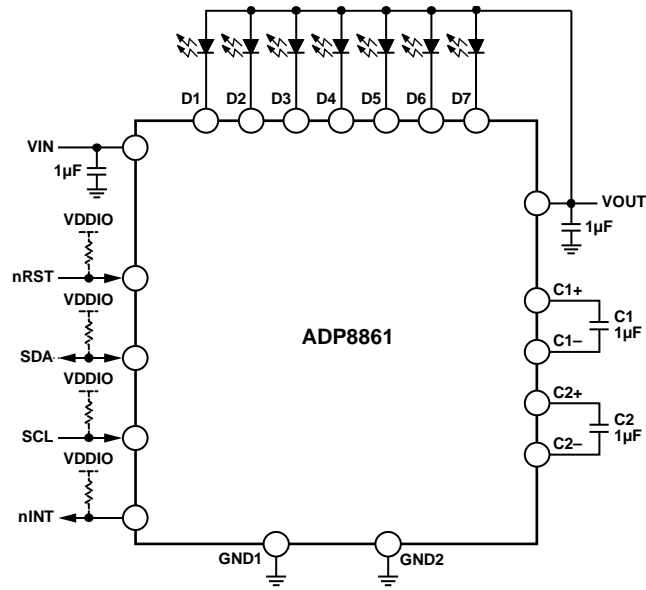 D1 D2 D3 D4 D5 D6 D7
VIN
1µF
VDDIO
nRST
VDDIO
SDA
VDDIO
SCL
VDDIO
nINT
ADP8861
VOUT
1µF
C1+
C1
1µF
C1–
C2+
C2
1µF
C2–
GND1
GND2